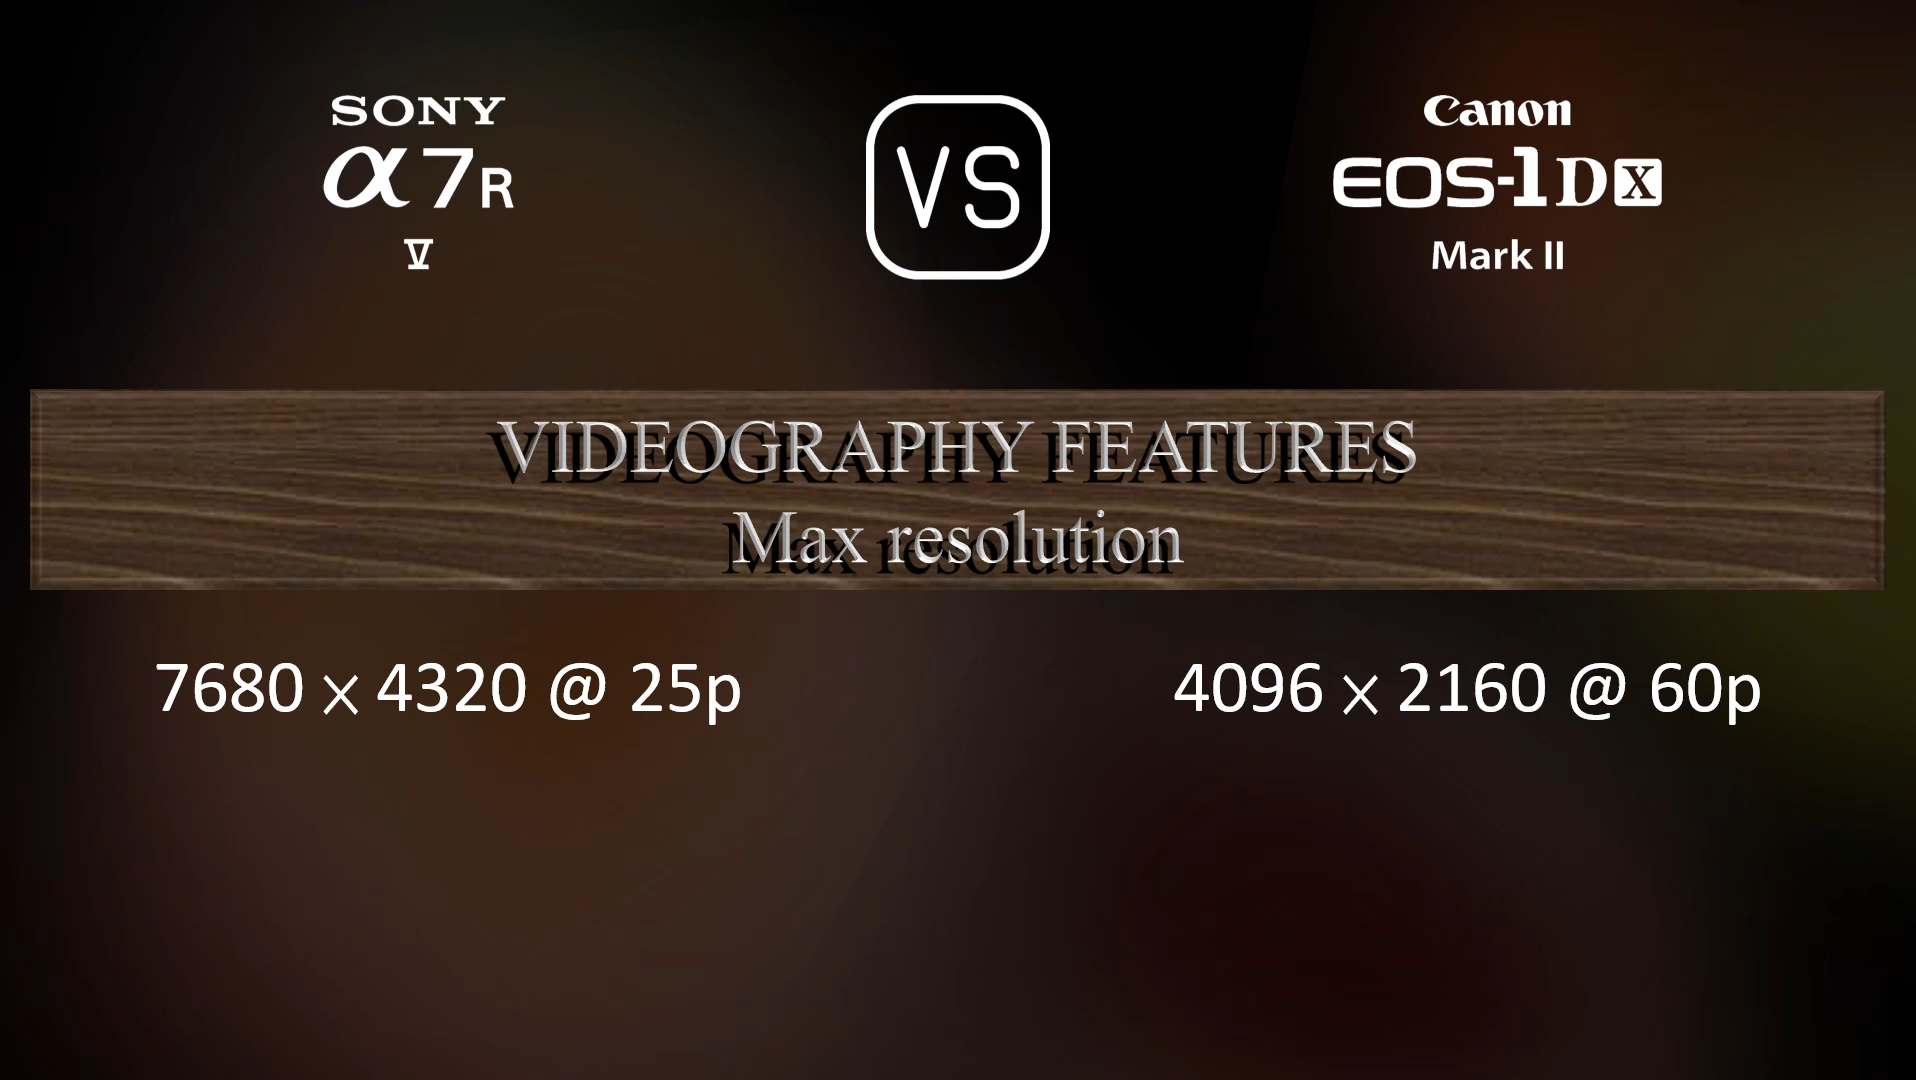 SONY
α7R
V
VS
Canon
EOS-1DX
Mark II
VIDEOGRAPHY FEATURES
Max resolution
7680 x 4320 @ 25p
4096 x 2160 @ 60p